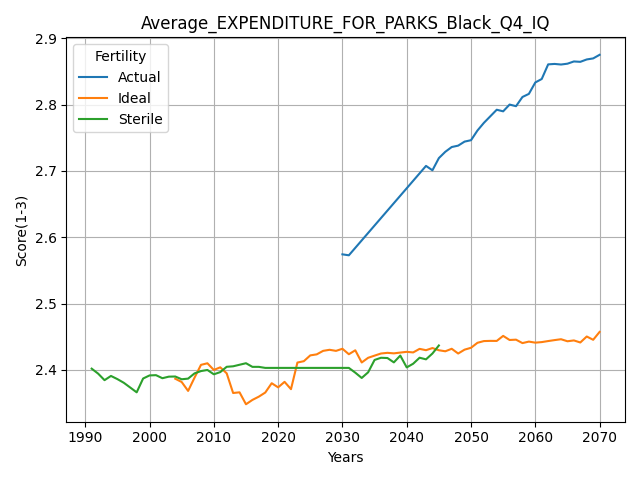 Average_EXPENDITURE_FOR_PARKS_Black_Q4_IQ
Fertility
Actual
Ideal
Sterile
Score(1-3)
2.9
2.8
2.7
2.6
2.5
2.4
1990 2000 2010 2020 2030 2040 2050 2060 2070
Years